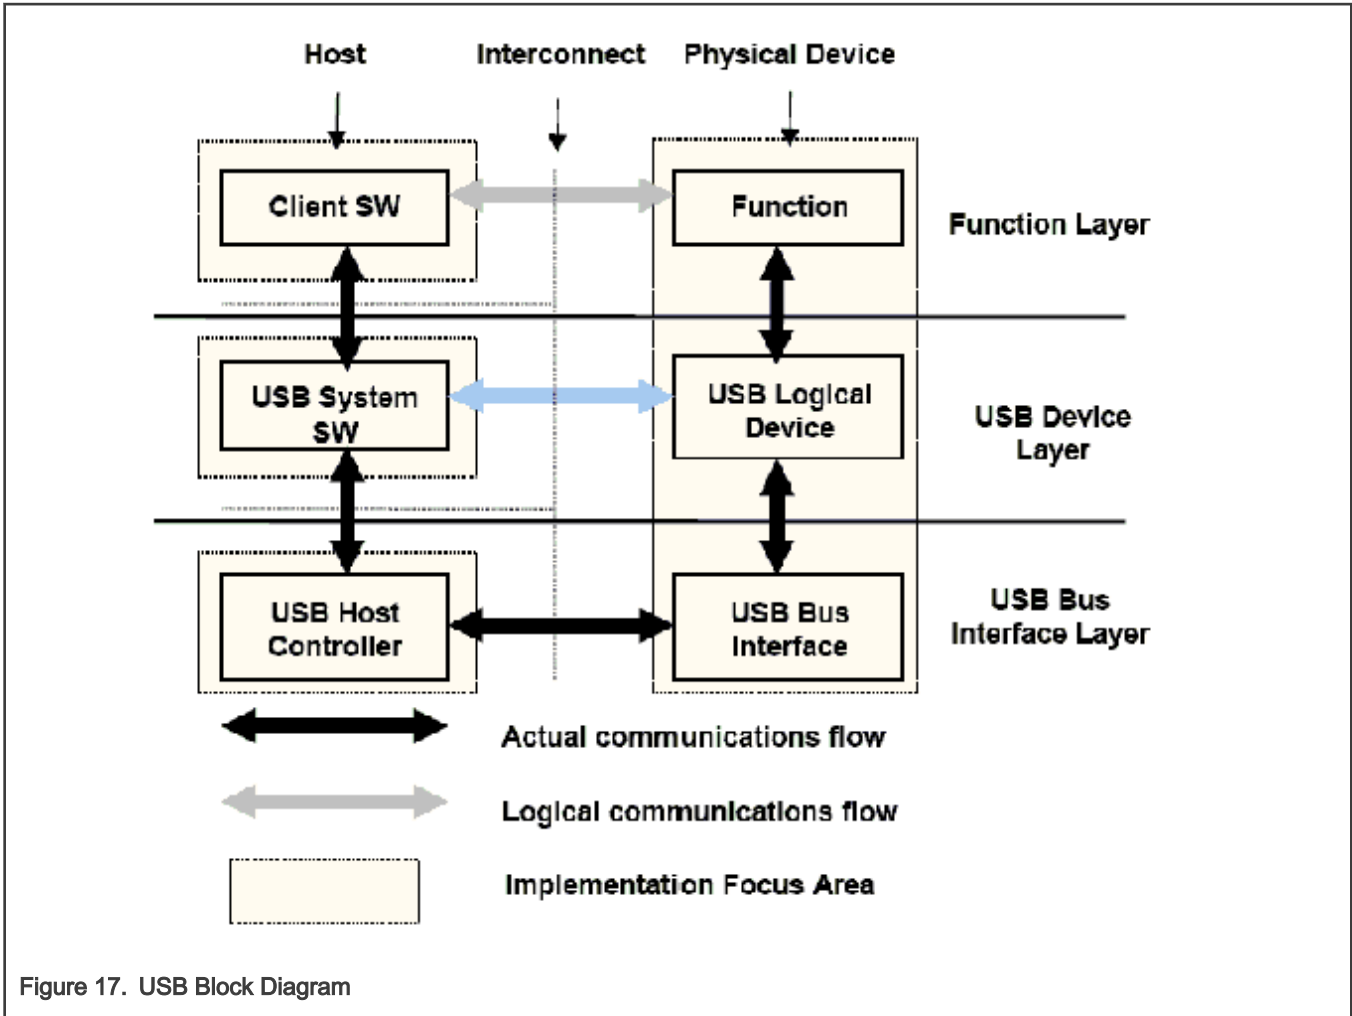 Host
Interconnect
Physical Device
Client SW
Function
Function Layer
USB System
SW
USB Logical
Device
USB Device
Layer
USB Host
Controller
USB Bus
Interface
USB Bus
Interface Layer
Actual communications flow
Logical communications flow
Implementation Focus Area
Figure 17. USB Block Diagram